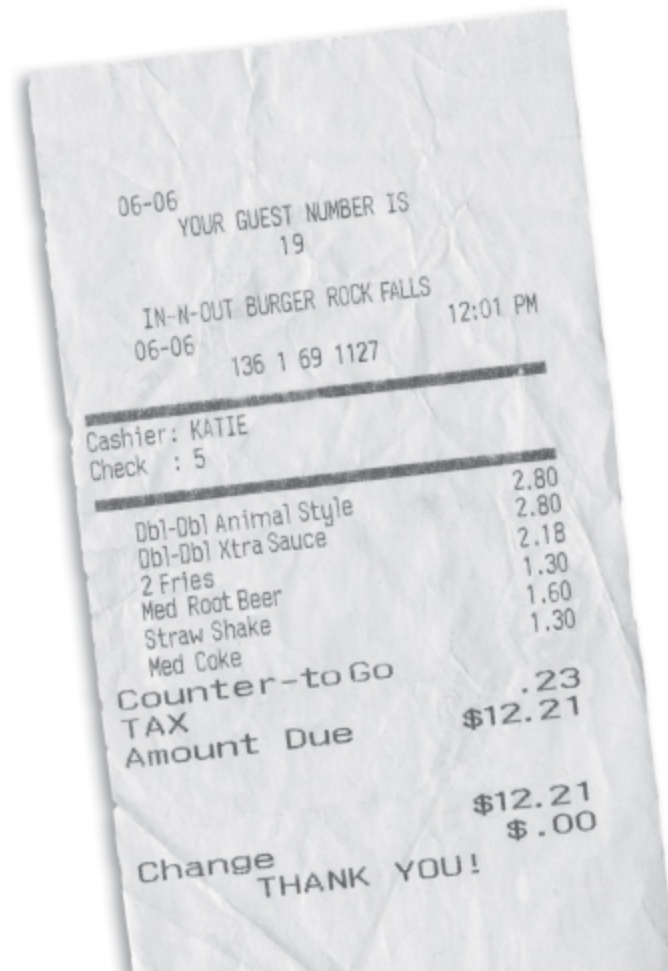 06-06
YOUR GUEST NUMBER IS
19
IN-N-OUT BURGER ROCK FALLS
06-06 12:01 PM
136 1 69 1127
Cashier: KATIE
Check : 5
Dbl-Dbl Animal Style 2.80
Dbl-Dbl Xtra Sauce 2.80
2 Fries 2.18
Med Root Beer 1.30
Straw Shake 1.60
Med Coke 1.30
Counter-to Go
TAX .23
Amount Due $12.21
$12.21
Change $.00
THANK YOU!